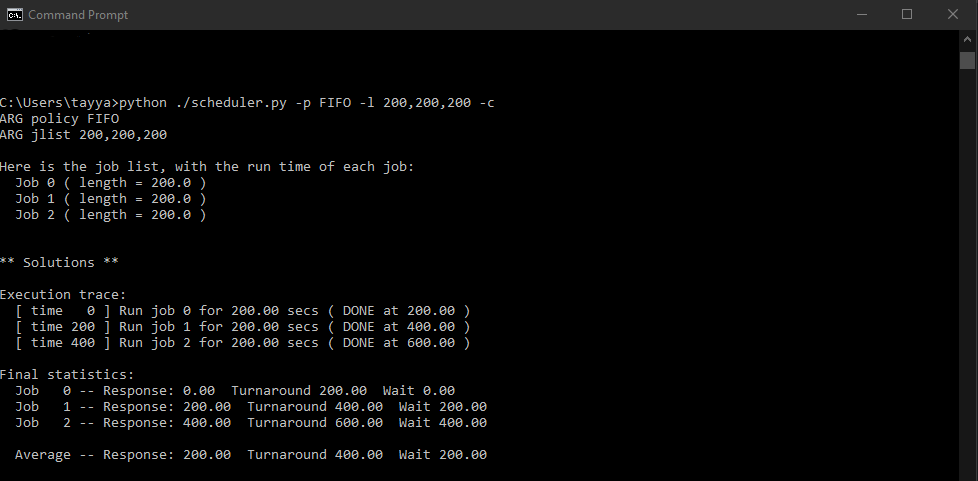 Command Prompt
C:\Users\tayya>python ./scheduler.py -p FIFO -l 200,200,200 -c
ARG policy FIFO
ARG jlist 200,200,200
Here is the job list, with the run time of each job:
  Job 0 ( length = 200.0 )
  Job 1 ( length = 200.0 )
  Job 2 ( length = 200.0 )
** Solutions **
Execution trace:
  [ time   0 ] Run job 0 for 200.00 secs ( DONE at 200.00 )
  [ time 200 ] Run job 1 for 200.00 secs ( DONE at 400.00 )
  [ time 400 ] Run job 2 for 200.00 secs ( DONE at 600.00 )
Final statistics:
  Job   0 -- Response: 0.00  Turnaround 200.00  Wait 0.00
  Job   1 -- Response: 200.00  Turnaround 400.00  Wait 200.00
  Job   2 -- Response: 400.00  Turnaround 600.00  Wait 400.00
  Average -- Response: 200.00  Turnaround 400.00  Wait 200.00